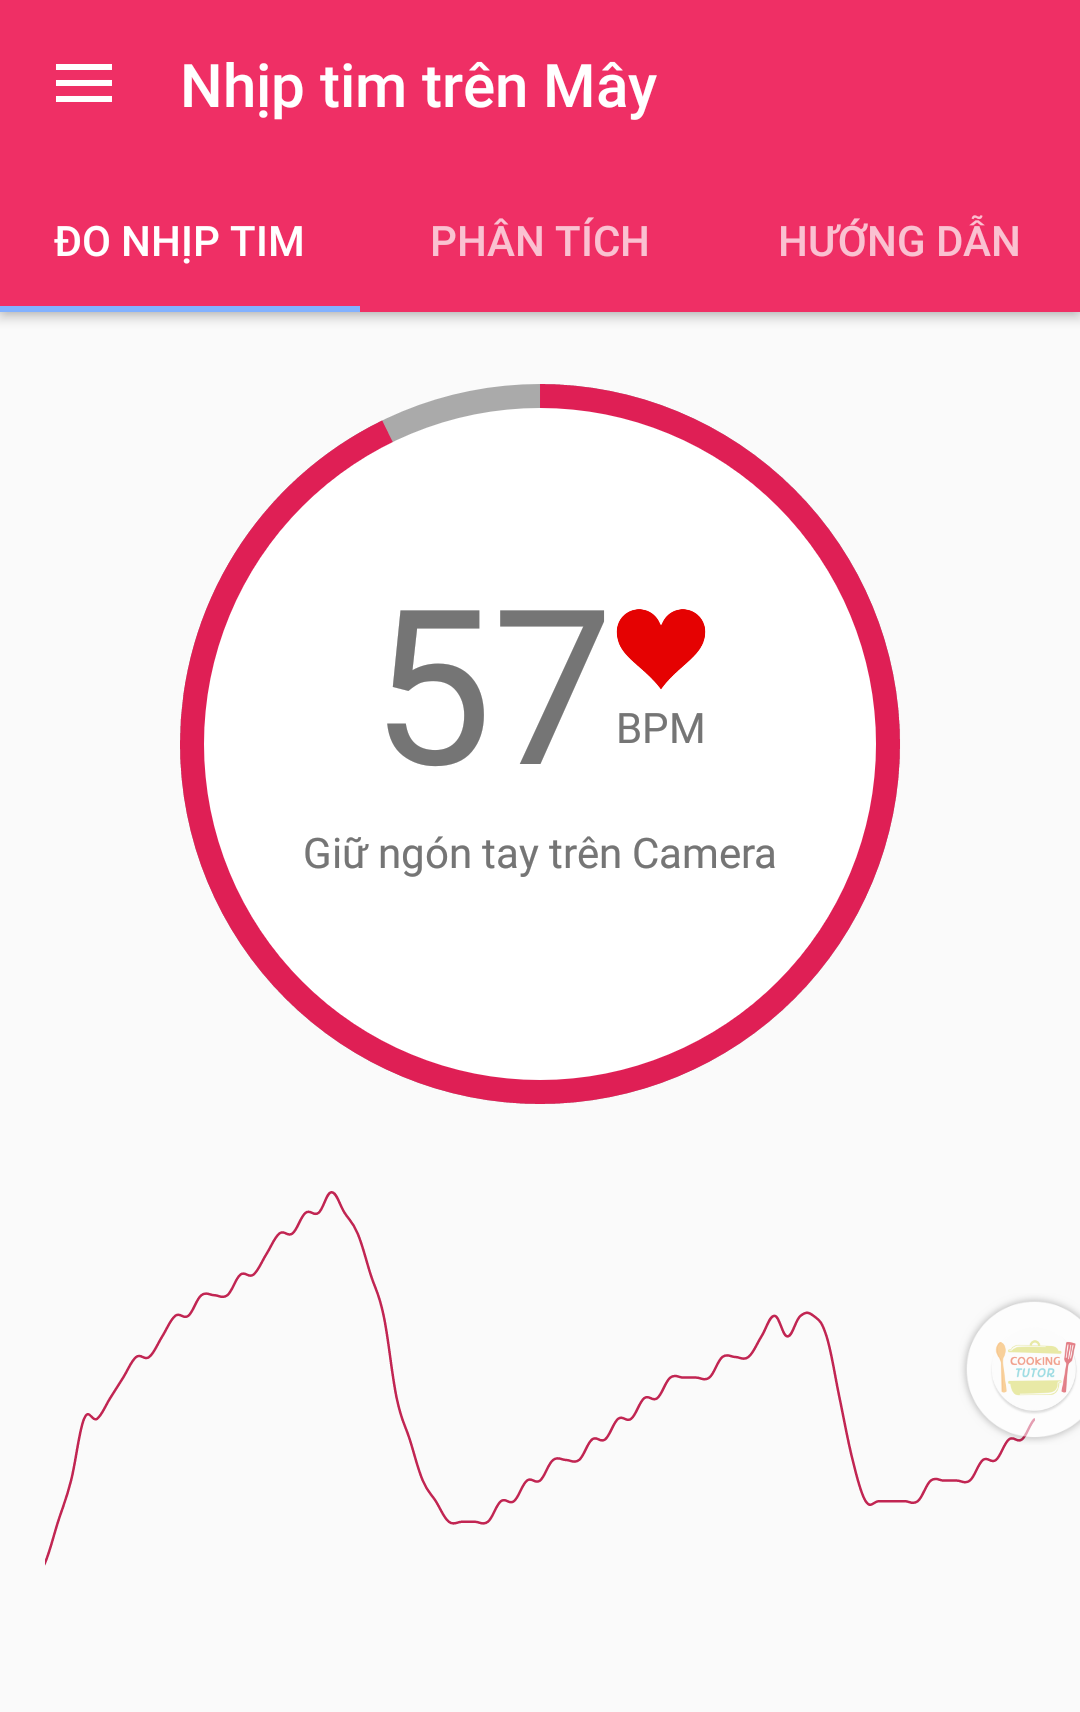 Nhịp tim trên Mây
ĐO NHỊP TIM
PHÂN TÍCH
HƯỚNG DẪN
57
BPM
Giữ ngón tay trên Camera
COOKING
TUTOR